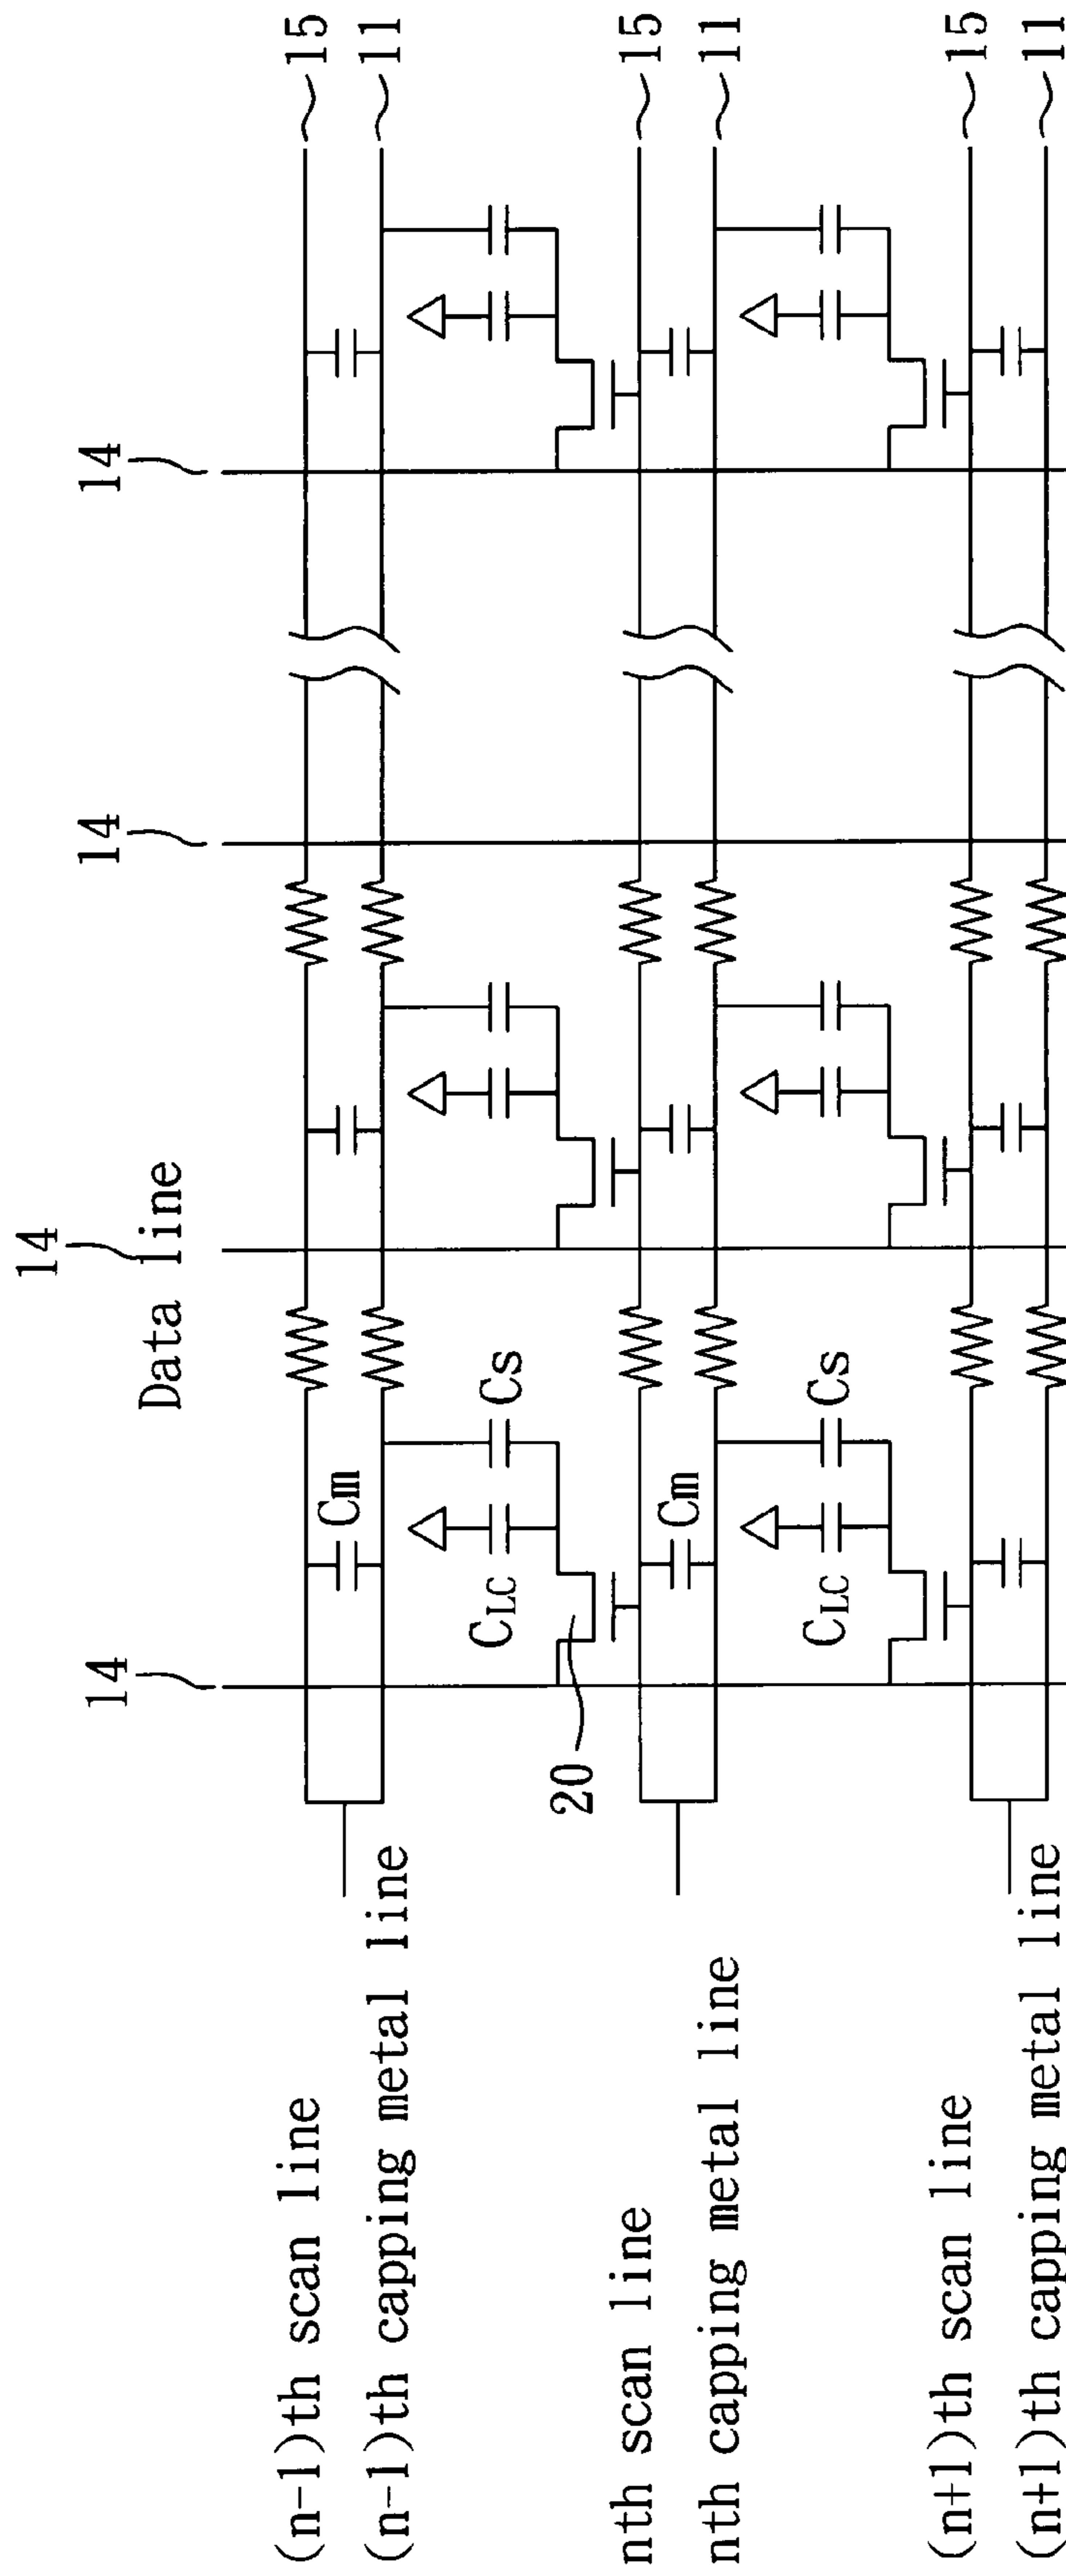 14
Data line
14
14
14
(n-1)th scan line
15
(n-1)th capping metal line
11
Cm
CLC
Cs
20
nth scan line
15
nth capping metal line
11
Cm
CLC
Cs
(n+1)th scan line
15
(n+1)th capping metal line
11